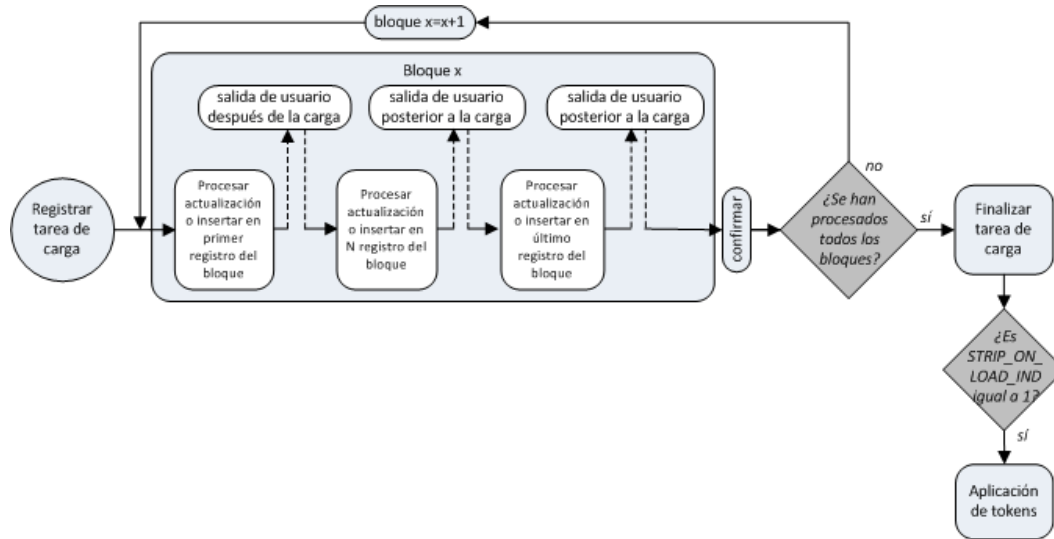 bloque x=x+1
Bloque x
salida de usuario
después de la carga
salida de usuario
posterior a la carga
salida de usuario
posterior a la carga
Registrar
tarea de
carga
Procesar
actualización
o insertar en
primer
registro del
bloque
Procesar
actualización
o insertar en
N registro del
bloque
Procesar
actualización
o insertar en
último
registro del
bloque
confirmar
¿Se han
procesados
todos los
bloques?
no
sí
Finalizar
tarea de
carga
¿Es
STRIP_ON_
LOAD_IND
igual a 1?
sí
Aplicación
de tokens